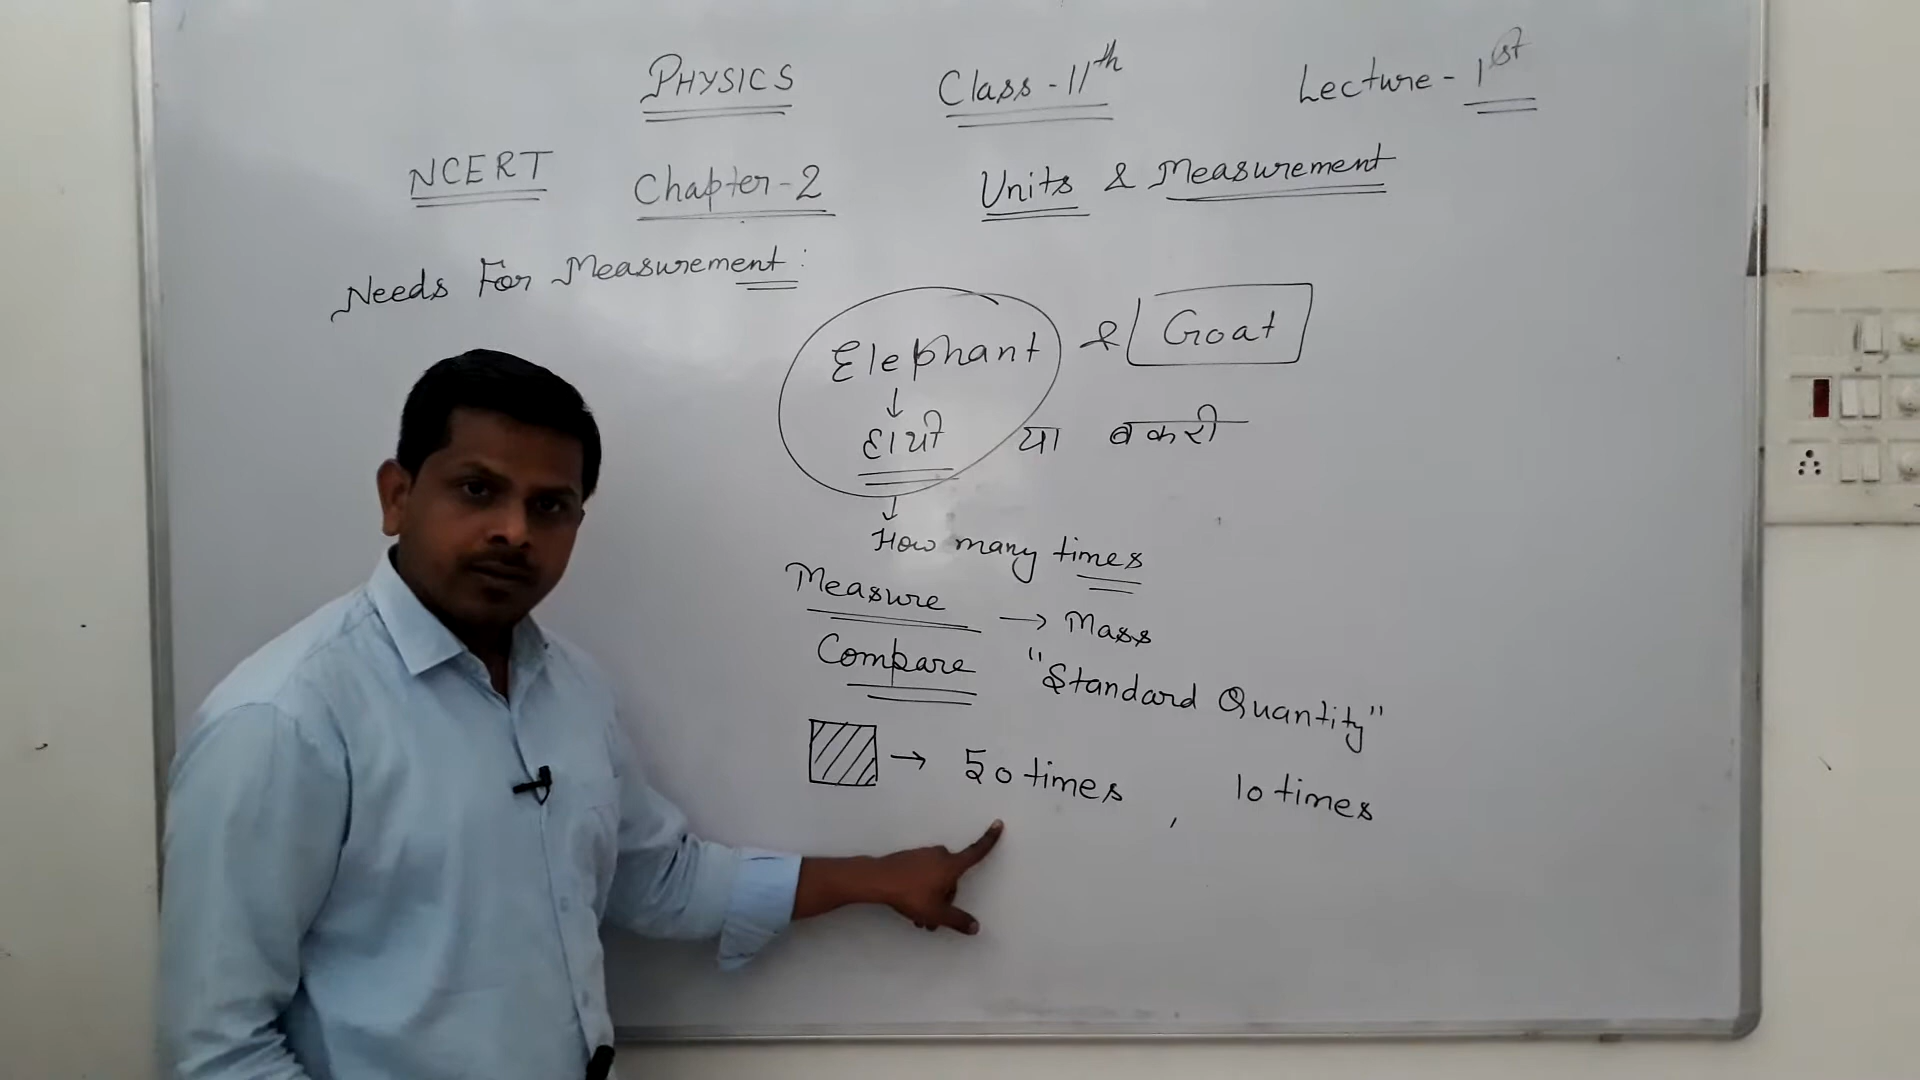 PHYSICS Class-11th Lecture-1st
NCERT Chapter-2 Units & Measurement
Needs For Measurement:
Elephant & Goat
↓
हाथी या बकरी
↓
How many times
Measure → Mass
Compare "Standard Quantity"
→ 50 times, 10 times